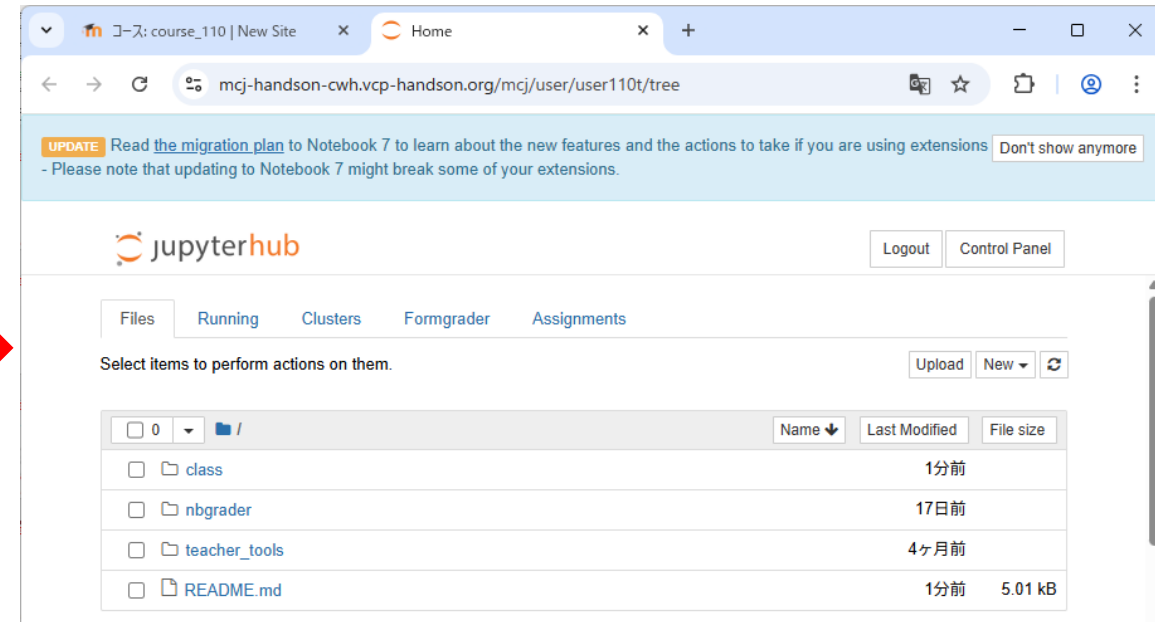 コース: course_110 | New Site
Home
mcj-handson-cwh.vcp-handson.org/mcj/user/user110t/tree
UPDATE Read the migration plan to Notebook 7 to learn about the new features and the actions to take if you are using extensions
- Please note that updating to Notebook 7 might break some of your extensions.
Don't show anymore
jupyterhub
Logout Control Panel
Files Running Clusters Formgrader Assignments
Select items to perform actions on them.
Upload New
0 / Name Last Modified File size
class 1分前
nbgrader 17日前
teacher_tools 4ヶ月前
README.md 1分前 5.01 kB